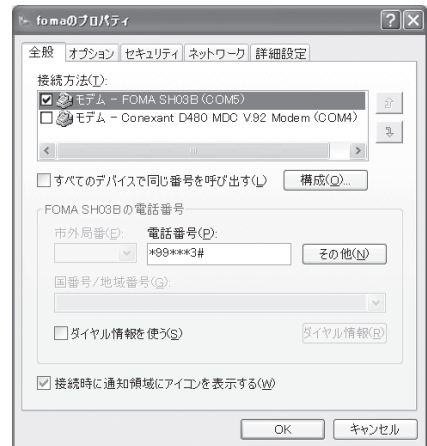 fomaのプロパティ
全般 オプション セキュリティ ネットワーク 詳細設定
接続方法(T):
モデム - FOMA SH03B (COM5)
モデム - Conexant D480 MDC V.92 Modem (COM4)
すべてのデバイスで同じ番号を呼び出す(L) 構成(O)...
FOMA SH03Bの電話番号
市外局番(E): 電話番号(P):
*99***3# その他(N)
国番号/地域番号(G):
ダイヤル情報を使う(S) ダイヤル情報(R)
接続時に通知領域にアイコンを表示する(W)
OK キャンセル